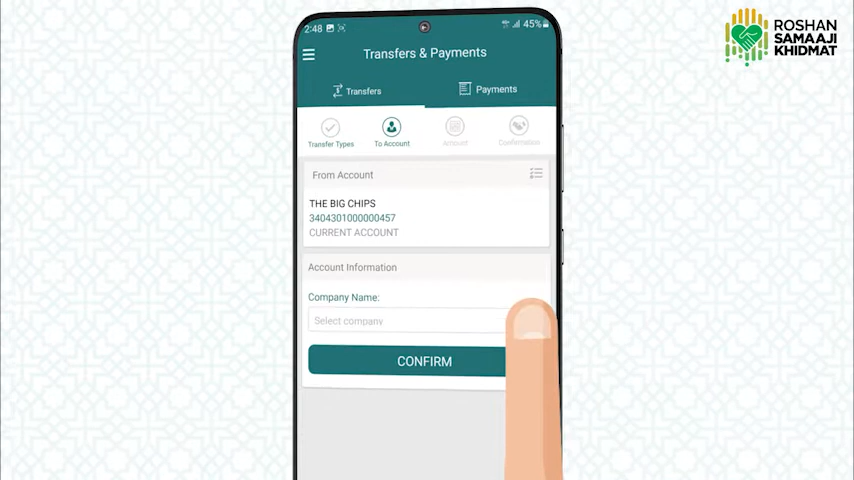 2:48
45%
ROSHAN
SAMAAJI
KHIDMAT
Transfers & Payments
Transfers
Payments
Transfer Types
To Account
Account
Confirmation
From Account
THE BIG CHIPS
3404301000000457
CURRENT ACCOUNT
Account Information
Company Name:
Select company
CONFIRM